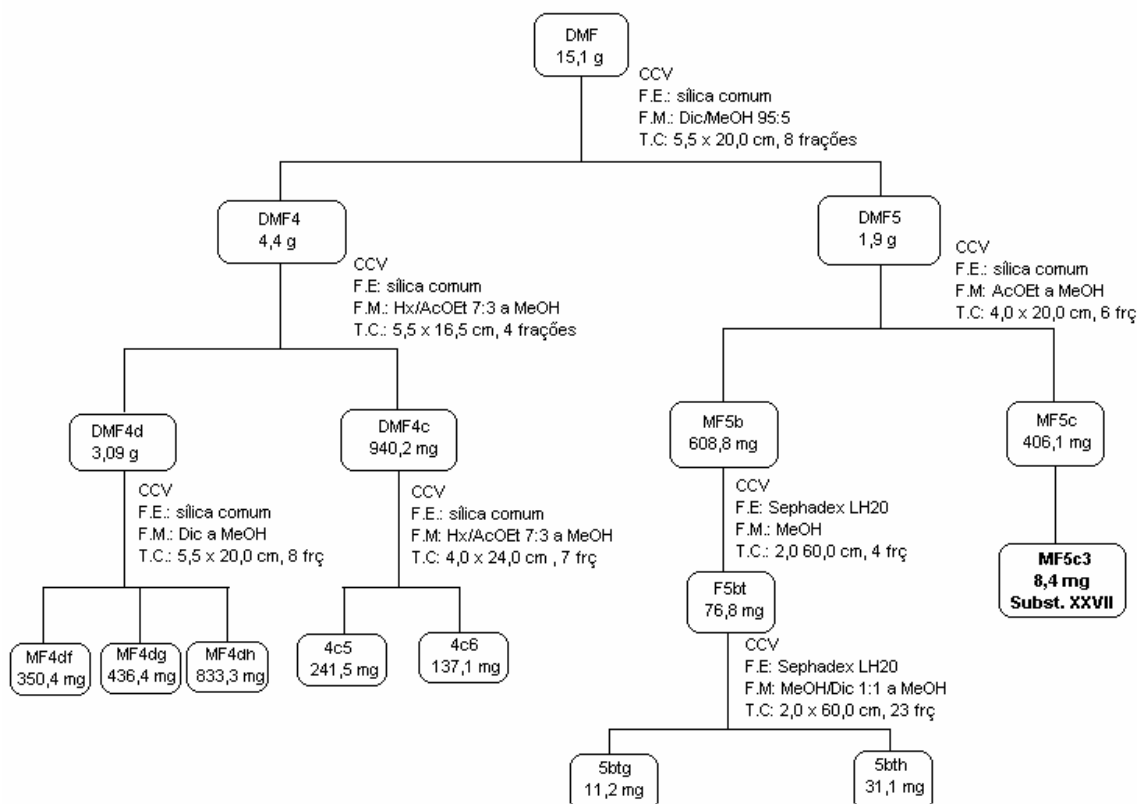 DMF
15,1 g
CCV
F.E.: sílica comum
F.M.: Dic/MeOH 95:5
T.C: 5,5 x 20,0 cm, 8 frações
DMF4
4,4 g
CCV
F.E: sílica comum
F.M.: Hx/AcOEt 7:3 a MeOH
T.C.: 5,5 x 16,5 cm, 4 frações
DMF5
1,9 g
CCV
F.E.: sílica comum
F.M: AcOEt a MeOH
T.C: 4,0 x 20,0 cm, 6 frç
DMF4d
3,09 g
CCV
F.E.: sílica comum
F.M.: Dic a MeOH
T.C.: 5,5 x 20,0 cm, 8 frç
DMF4c
940,2 mg
CCV
F.E.: sílica comum
F.M: Hx/AcOEt 7:3 a MeOH
T.C: 4,0 x 24,0 cm , 7 frç
MF5b
608,8 mg
CCV
F.E: Sephadex LH20
F.M.: MeOH
T.C.: 2,0 60,0 cm, 4 frç
MF5c
406,1 mg
MF5c3
8,4 mg
Subst. XXVII
F5bt
76,8 mg
CCV
F.E: Sephadex LH20
F.M: MeOH/Dic 1:1 a MeOH
T.C: 2,0 x 60,0 cm, 23 frç
MF4df
350,4 mg
MF4dg
436,4 mg
MF4dh
833,3 mg
4c5
241,5 mg
4c6
137,1 mg
5btg
11,2 mg
5bth
31,1 mg